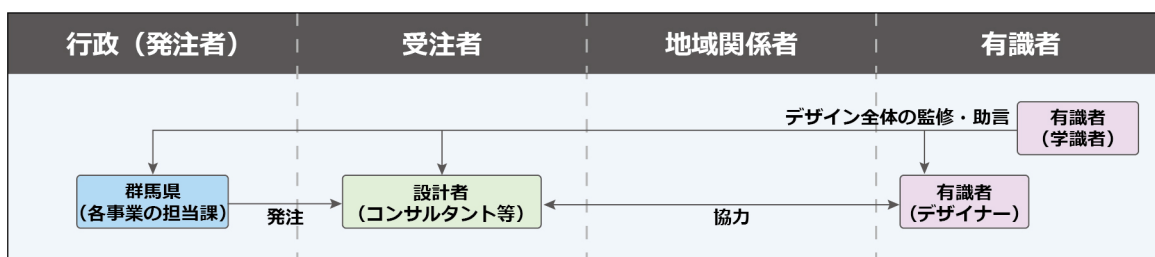 行政（発注者）
受注者
地域関係者
有識者
デザイン全体の監修・助言
有識者
（学識者）
群馬県
（各事業の担当課）
発注
設計者
（コンサルタント等）
協力
有識者
（デザイナー）